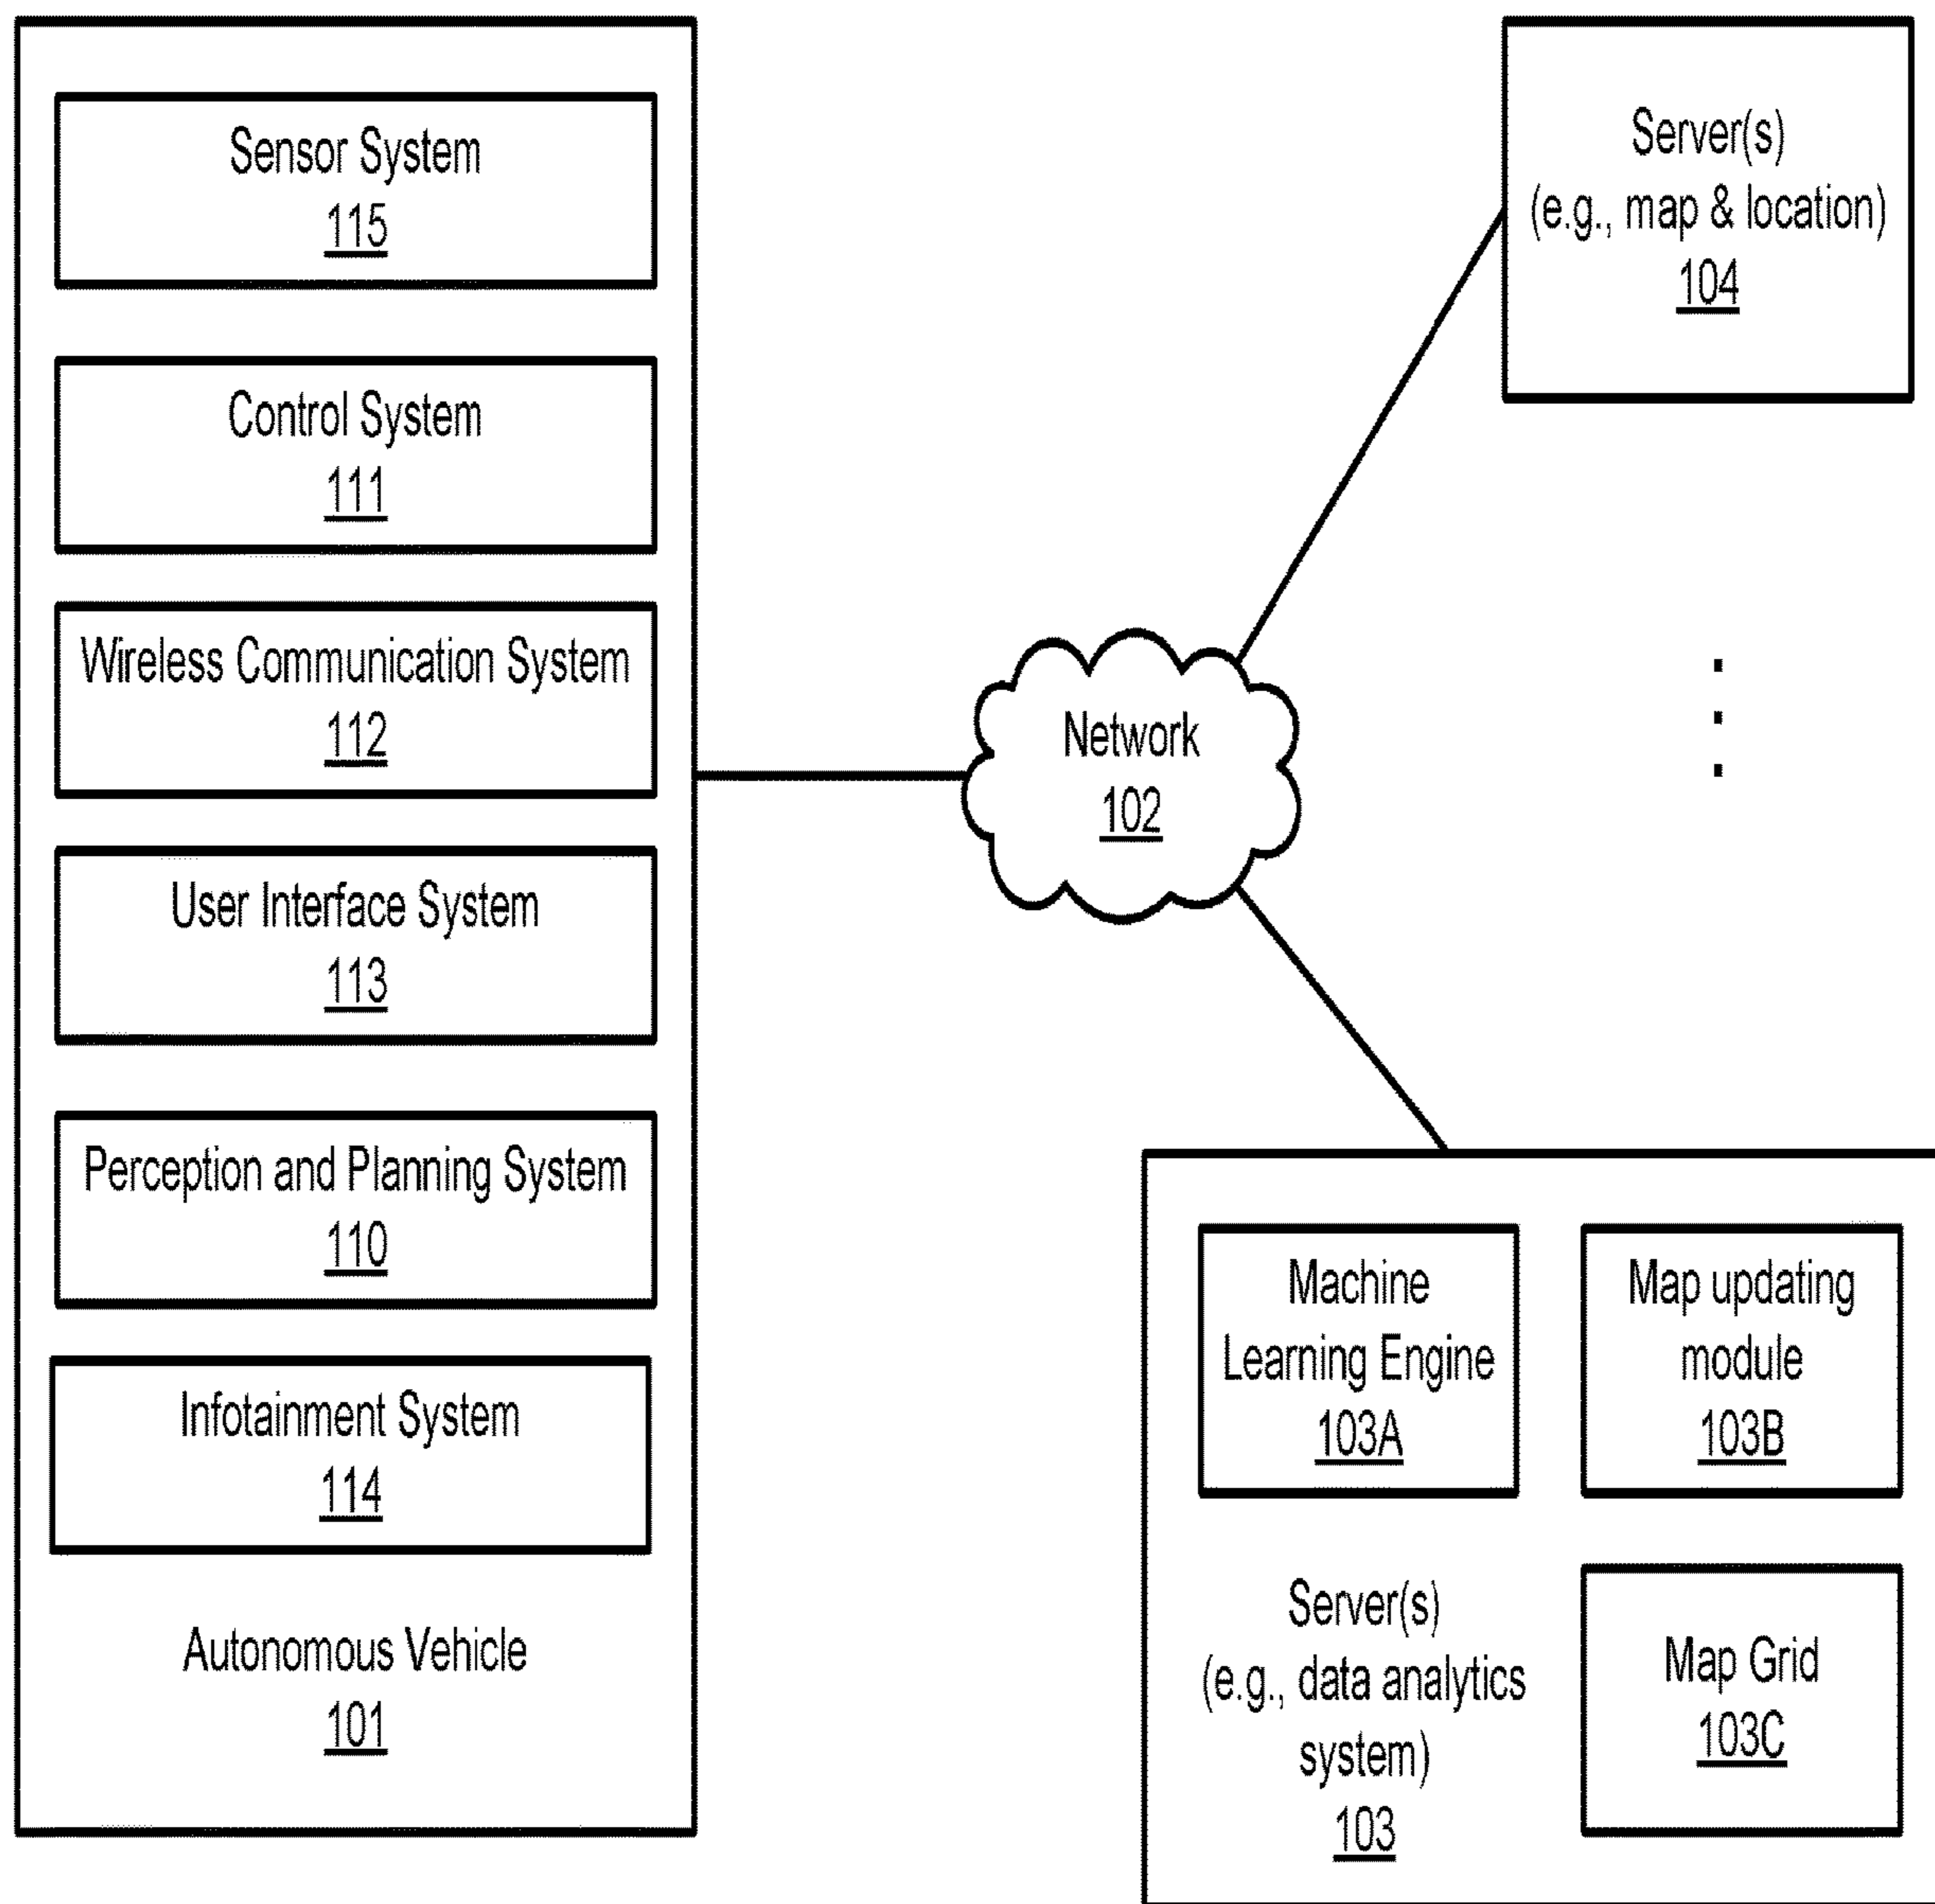 Sensor System
115
Control System
111
Wireless Communication System
112
User Interface System
113
Perception and Planning System
110
Infotainment System
114
Autonomous Vehicle
101
Network
102
Server(s)
(e.g., map & location)
104
Machine
Learning Engine
103A
Map updating
module
103B
Server(s)
(e.g., data analytics
system)
103
Map Grid
103C